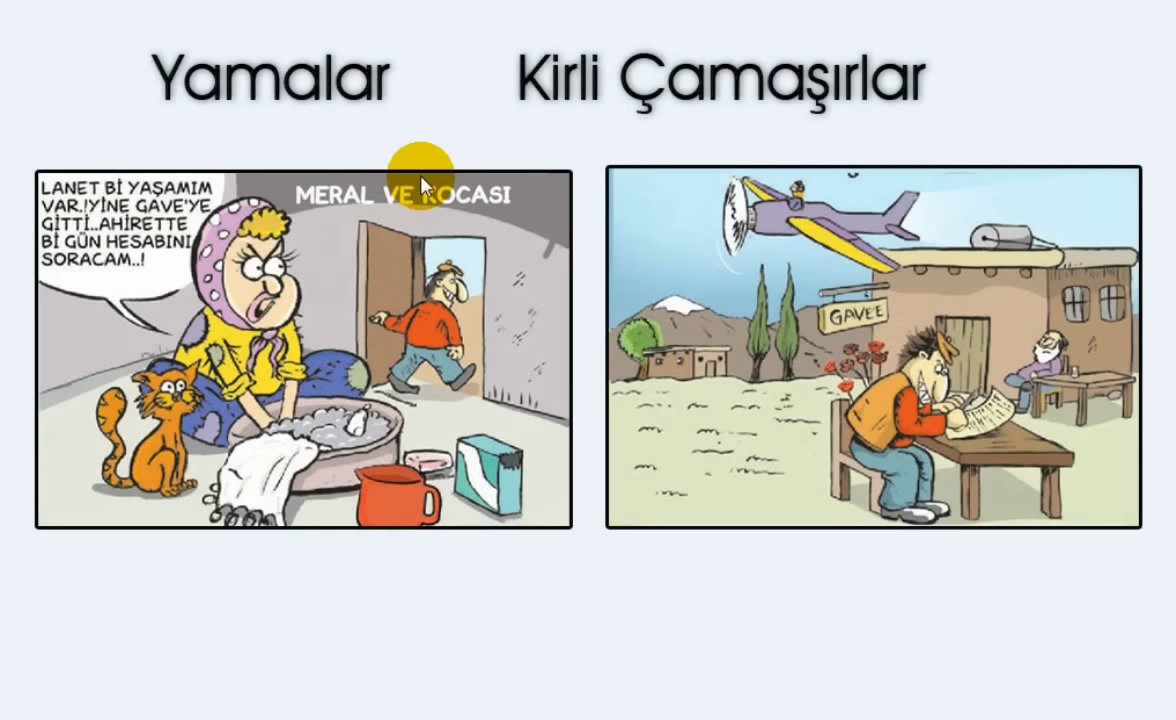 Yamalar
Kirli Çamaşırlar
LANET Bİ YAŞAMIM
VAR.!YİNE GAVE'YE
GİTTİ..AHİRETTE
Bİ GÜN HESABINI
SORACAM..!
MERAL VE KOCASI
GAVEE